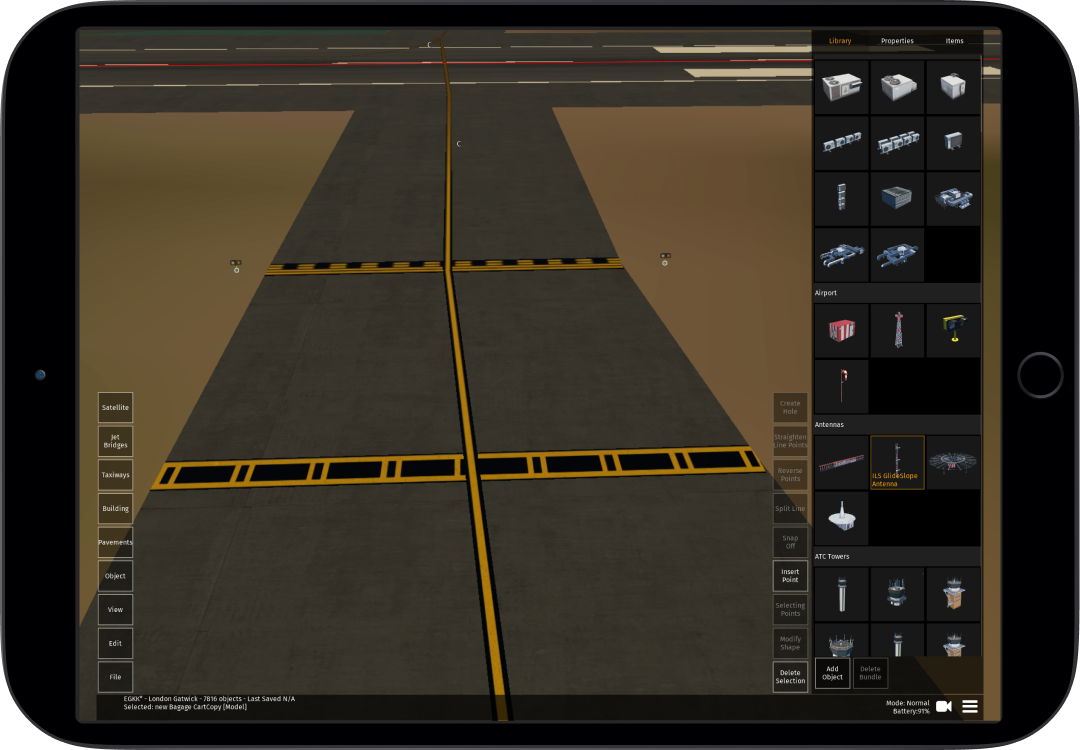 Library
Properties
Items
Airport
Antennas
ILS GlideSlope
Antenna
ATC Towers
Satellite
Jet
Bridges
Taxiways
Building
Pavements
Object
View
Edit
File
Create
Hole
Straighten
Line Points
Reverse
Points
Split Line
Snap
Off
Insert
Point
Selecting
Points
Modify
Shape
Delete
Selection
Add
Object
Delete
Bundle
EGKK* - London Gatwick - 7816 objects - Last Saved N/A
Selected: new Bagage CartCopy [Model]
Mode: Normal
Battery:91%